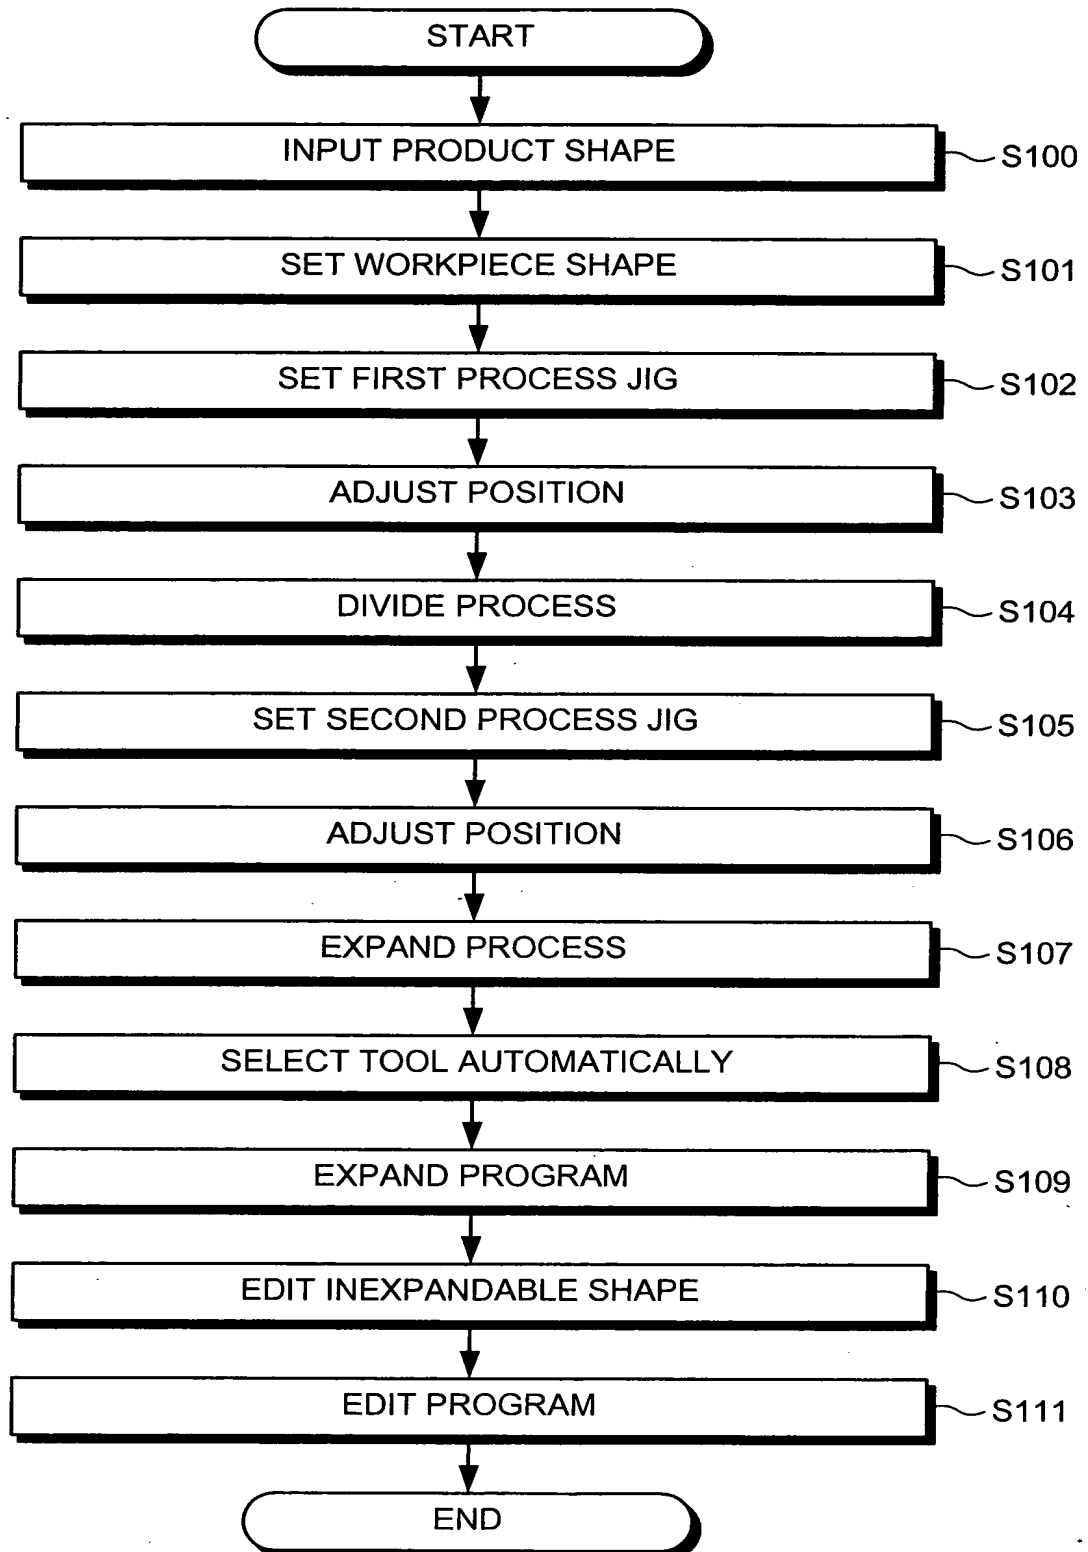 START
INPUT PRODUCT SHAPE S100
SET WORKPIECE SHAPE S101
SET FIRST PROCESS JIG S102
ADJUST POSITION S103
DIVIDE PROCESS S104
SET SECOND PROCESS JIG S105
ADJUST POSITION S106
EXPAND PROCESS S107
SELECT TOOL AUTOMATICALLY S108
EXPAND PROGRAM S109
EDIT INEXPANDABLE SHAPE S110
EDIT PROGRAM S111
END